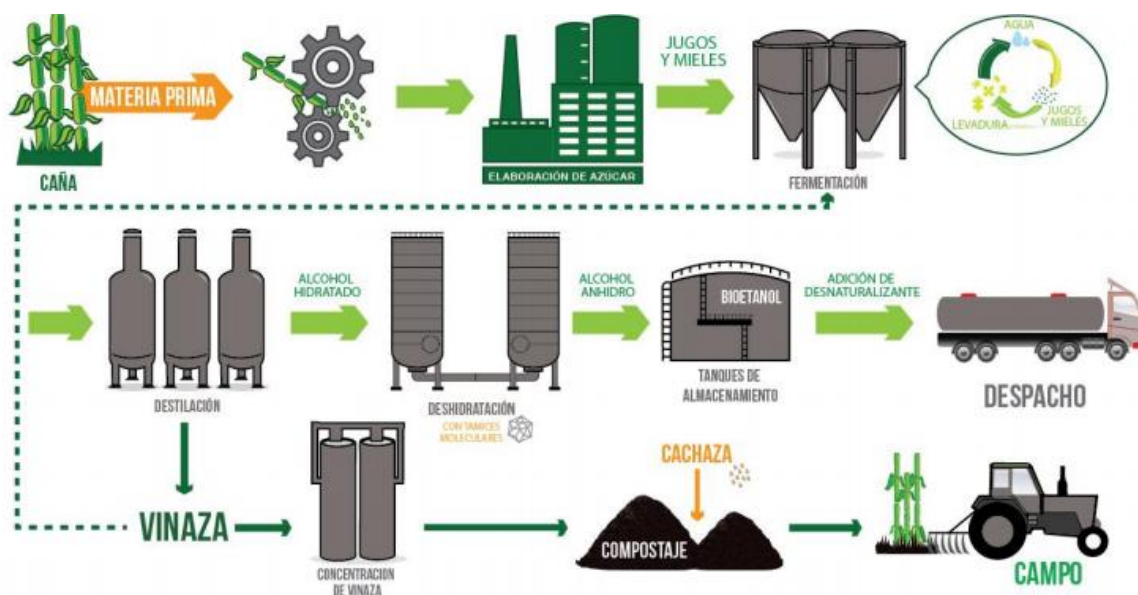 CAÑA
MATERIA PRIMA
ELABORACIÓN DE AZÚCAR
JUGOS
Y MIELES
FERMENTACIÓN
AGUA
LEVADURA
JUGOS
Y MIELES
DESTILACIÓN
ALCOHOL
HIDRATADO
DESHIDRATACIÓN
CON TAMICES
MOLECULARES
ALCOHOL
ANHIDRO
BIOETANOL
TANQUES DE
ALMACENAMIENTO
ADICIÓN DE
DESNATURALIZANTE
DESPACHO
VINAZA
CONCENTRACION
DE VINAZA
CACHAZA
COMPOSTAJE
CAMPO